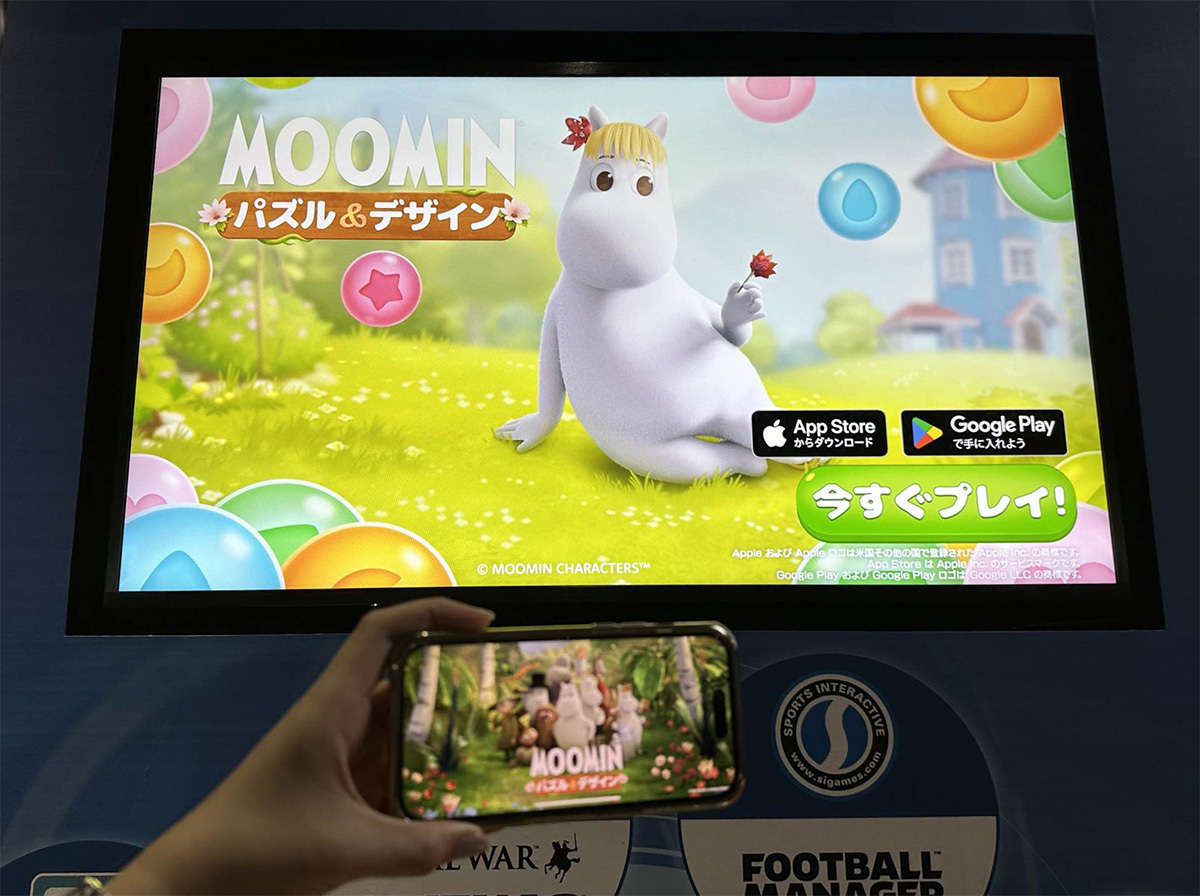 MOOMIN
パズル&デザイン
App Store
からダウンロード
Google Play
で手に入れよう
今すぐプレイ!
Apple および Apple ロゴは米国その他の国で登録された Apple Inc. の商標です。
App Store は Apple Inc. のサービスマークです。
Google Play および Google Play ロゴは Google LLC の商標です。
© MOOMIN CHARACTERS™
MOOMIN
パズル&デザイン
SPORTS INTERACTIVE
www.sigames.com
WAR
FOOTBALL™
MANAGER